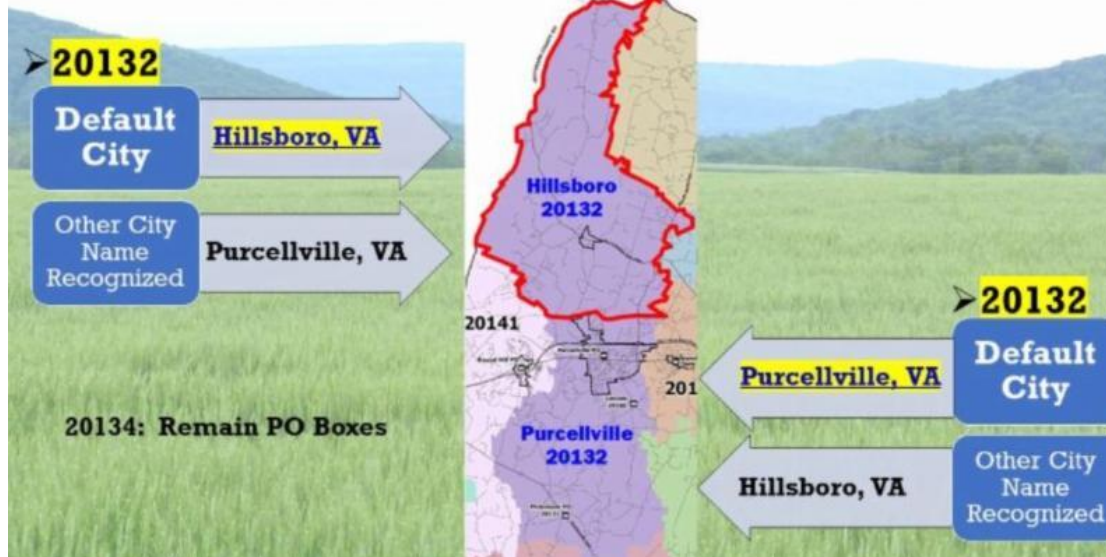 ➢ 20132
Default
City
Hillsboro, VA
Other City
Name
Recognized
Purcellville, VA
20134: Remain PO Boxes
Hillsboro
20132
20141
201
Purcellville
20132
➢ 20132
Default
City
Purcellville, VA
Other City
Name
Recognized
Hillsboro, VA